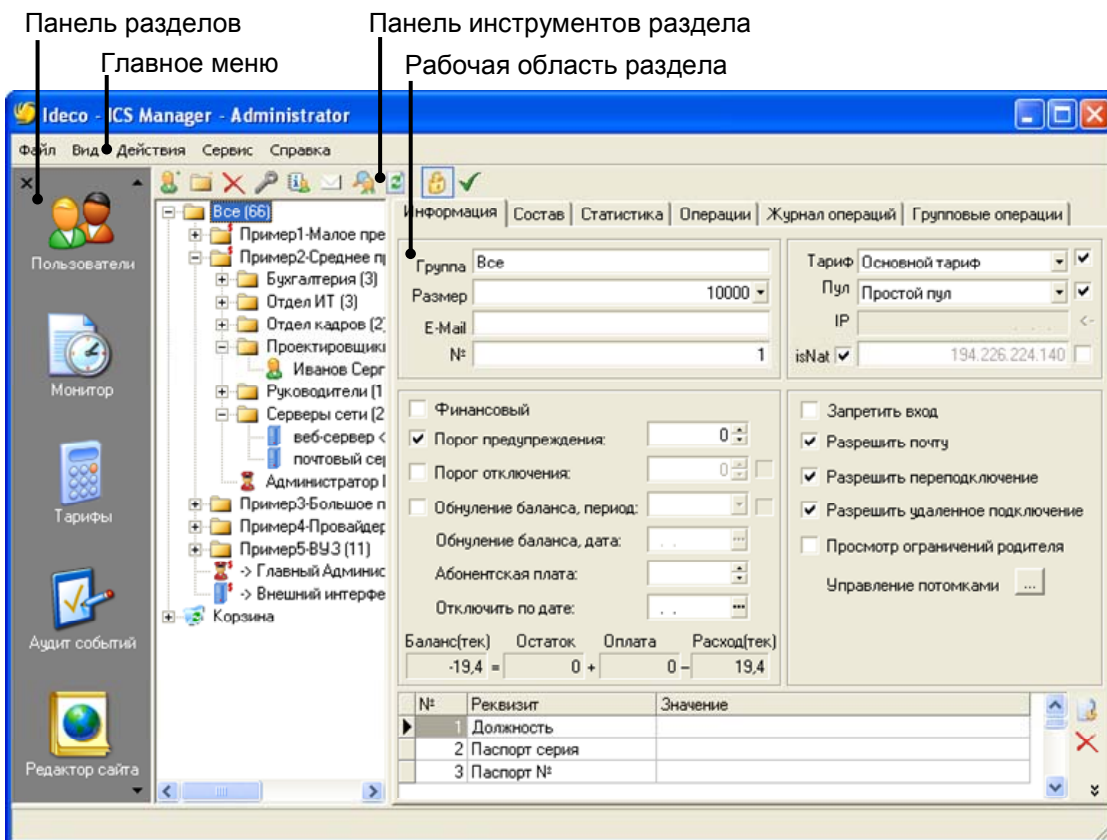 Панель разделов
Панель инструментов раздела
Главное меню
Рабочая область раздела
Ideco - ICS Manager - Administrator
Файл Вид Действия Сервис Справка
Пользователи
Монитор
Тарифы
Аудит событий
Редактор сайта
Все (66)
Пример1-Малое пре
Пример2-Среднее п
Бухгалтерия (3)
Отдел ИТ (3)
Отдел кадров (2)
Проектировщики
Иванов Серг
Руководители (1
Серверы сети (2
веб-сервер <
почтовый сер
Администратор I
Пример3-Большое п
Пример4-Провайдер
Пример5-ВУЗ (11)
-> Главный Админис
-> Внешний интерфе
Корзина
Информация Состав Статистика Операции Журнал операций Групповые операции
Группа Все
Размер 10000
E-Mail
№ 1
Тариф Основной тариф
Пул Простой пул
IP . . . <-
isNat 194.226.224.140
Финансовый
Порог предупреждения: 0
Порог отключения: 0
Обнуление баланса, период:
Обнуление баланса, дата: . . ...
Абонентская плата:
Отключить по дате: . . ...
Баланс(тек) Остаток Оплата Расход(тек)
-19,4 = 0 + 0 - 19,4
Запретить вход
Разрешить почту
Разрешить переподключение
Разрешить удаленное подключение
Просмотр ограничений родителя
Управление потомками ...
№ Реквизит Значение
1 Должность
2 Паспорт серия
3 Паспорт №